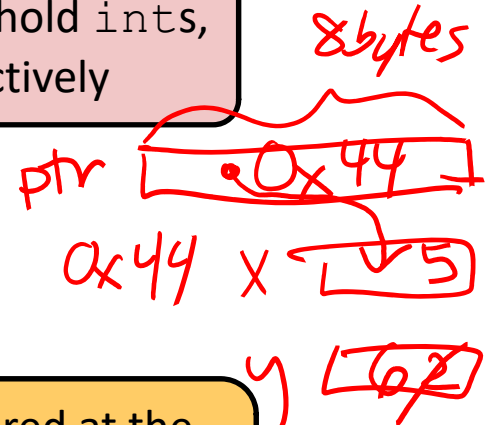 hold ints,
ctively
8bytes
ptr 0x44
0x44 x 5
y
red at the